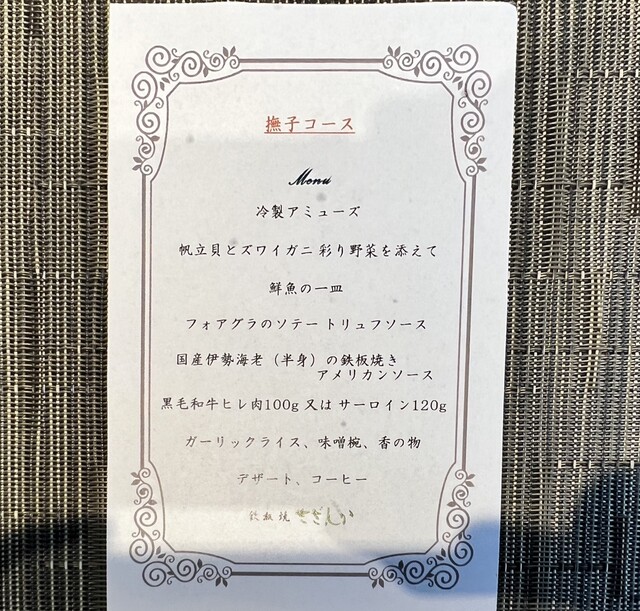 撫子コース
Menu
冷製アミューズ
帆立貝とズワイガニ 彩り野菜を添えて
鮮魚の一皿
フォアグラのソテー トリュフソース
国産伊勢海老（半身）の鉄板焼き
アメリカンソース
黒毛和牛ヒレ肉100g 又は サーロイン120g
ガーリックライス、味噌椀、香の物
デザート、コーヒー
鉄板焼